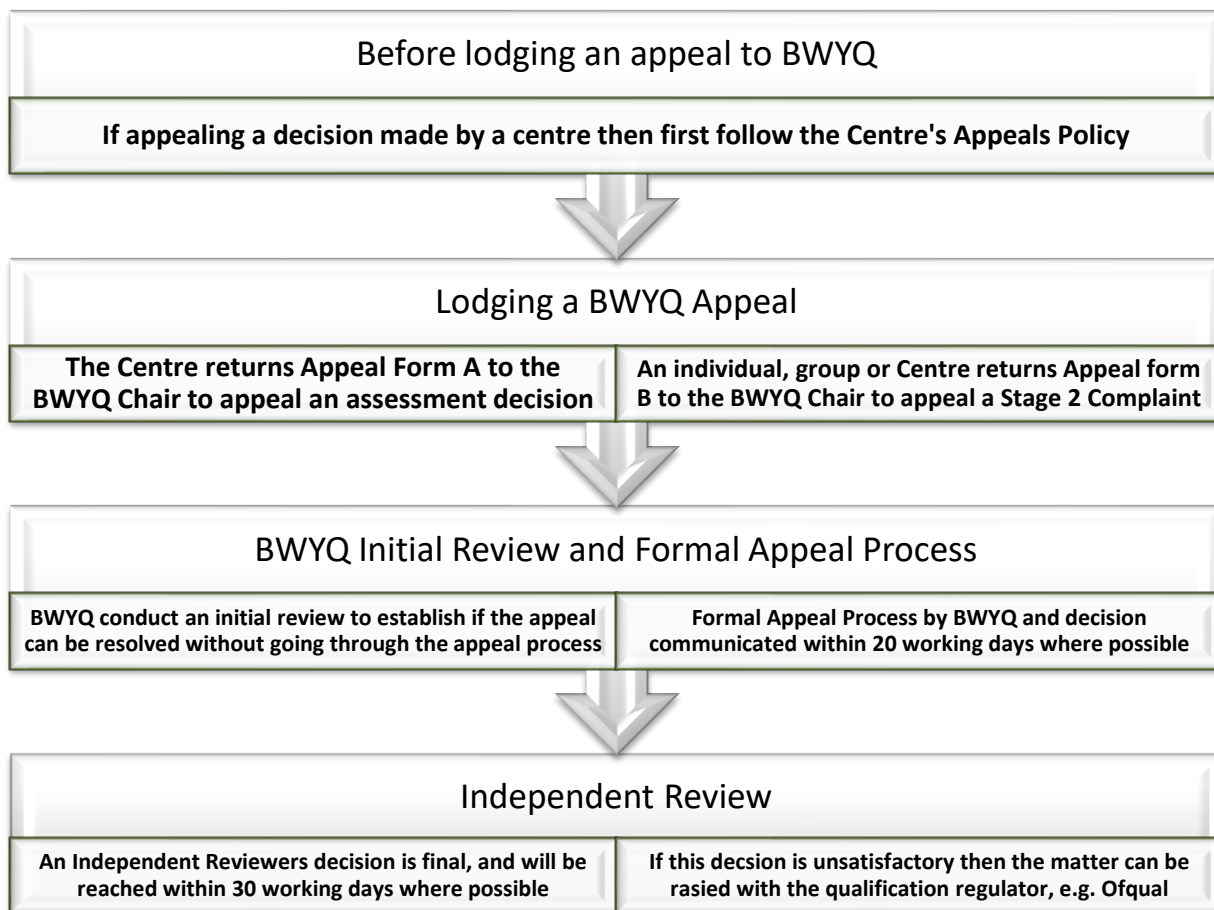 Before lodging an appeal to BWYQ
If appealing a decision made by a centre then first follow the Centre's Appeals Policy
Lodging a BWYQ Appeal
The Centre returns Appeal Form A to the
BWYQ Chair to appeal an assessment decision
An individual, group or Centre returns Appeal form
B to the BWYQ Chair to appeal a Stage 2 Complaint
BWYQ Initial Review and Formal Appeal Process
BWYQ conduct an initial review to establish if the appeal
can be resolved without going through the appeal process
Formal Appeal Process by BWYQ and decision
communicated within 20 working days where possible
Independent Review
An Independent Reviewers decision is final, and will be
reached within 30 working days where possible
If this decsion is unsatisfactory then the matter can be
rasied with the qualification regulator, e.g. Ofqual